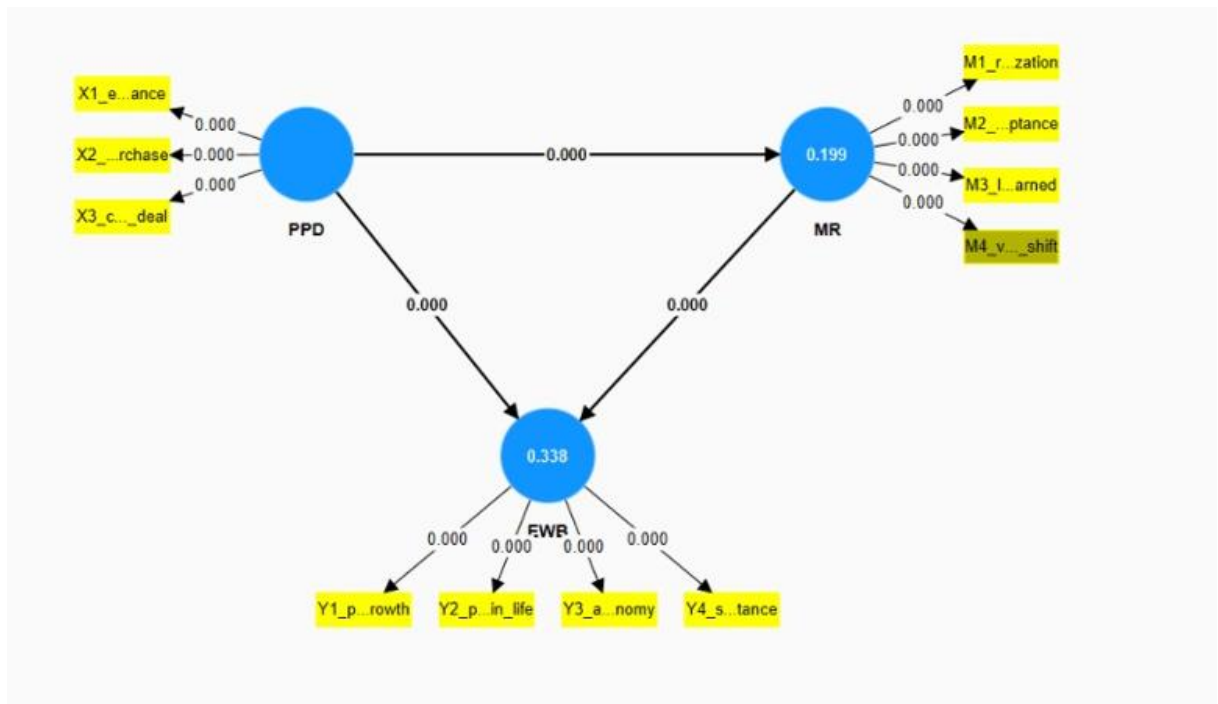 X1_e...ance
X2_...rchase
X3_c..._deal
0.000
0.000
0.000
PPD
0.000
0.199
MR
0.000
0.000
0.000
0.000
M1_r...zation
M2_...ptance
M3_l...arned
M4_v..._shift
0.000
0.000
0.338
EWB
0.000
0.000
0.000
0.000
Y1_p...rowth
Y2_p...in_life
Y3_a...nomy
Y4_s...tance